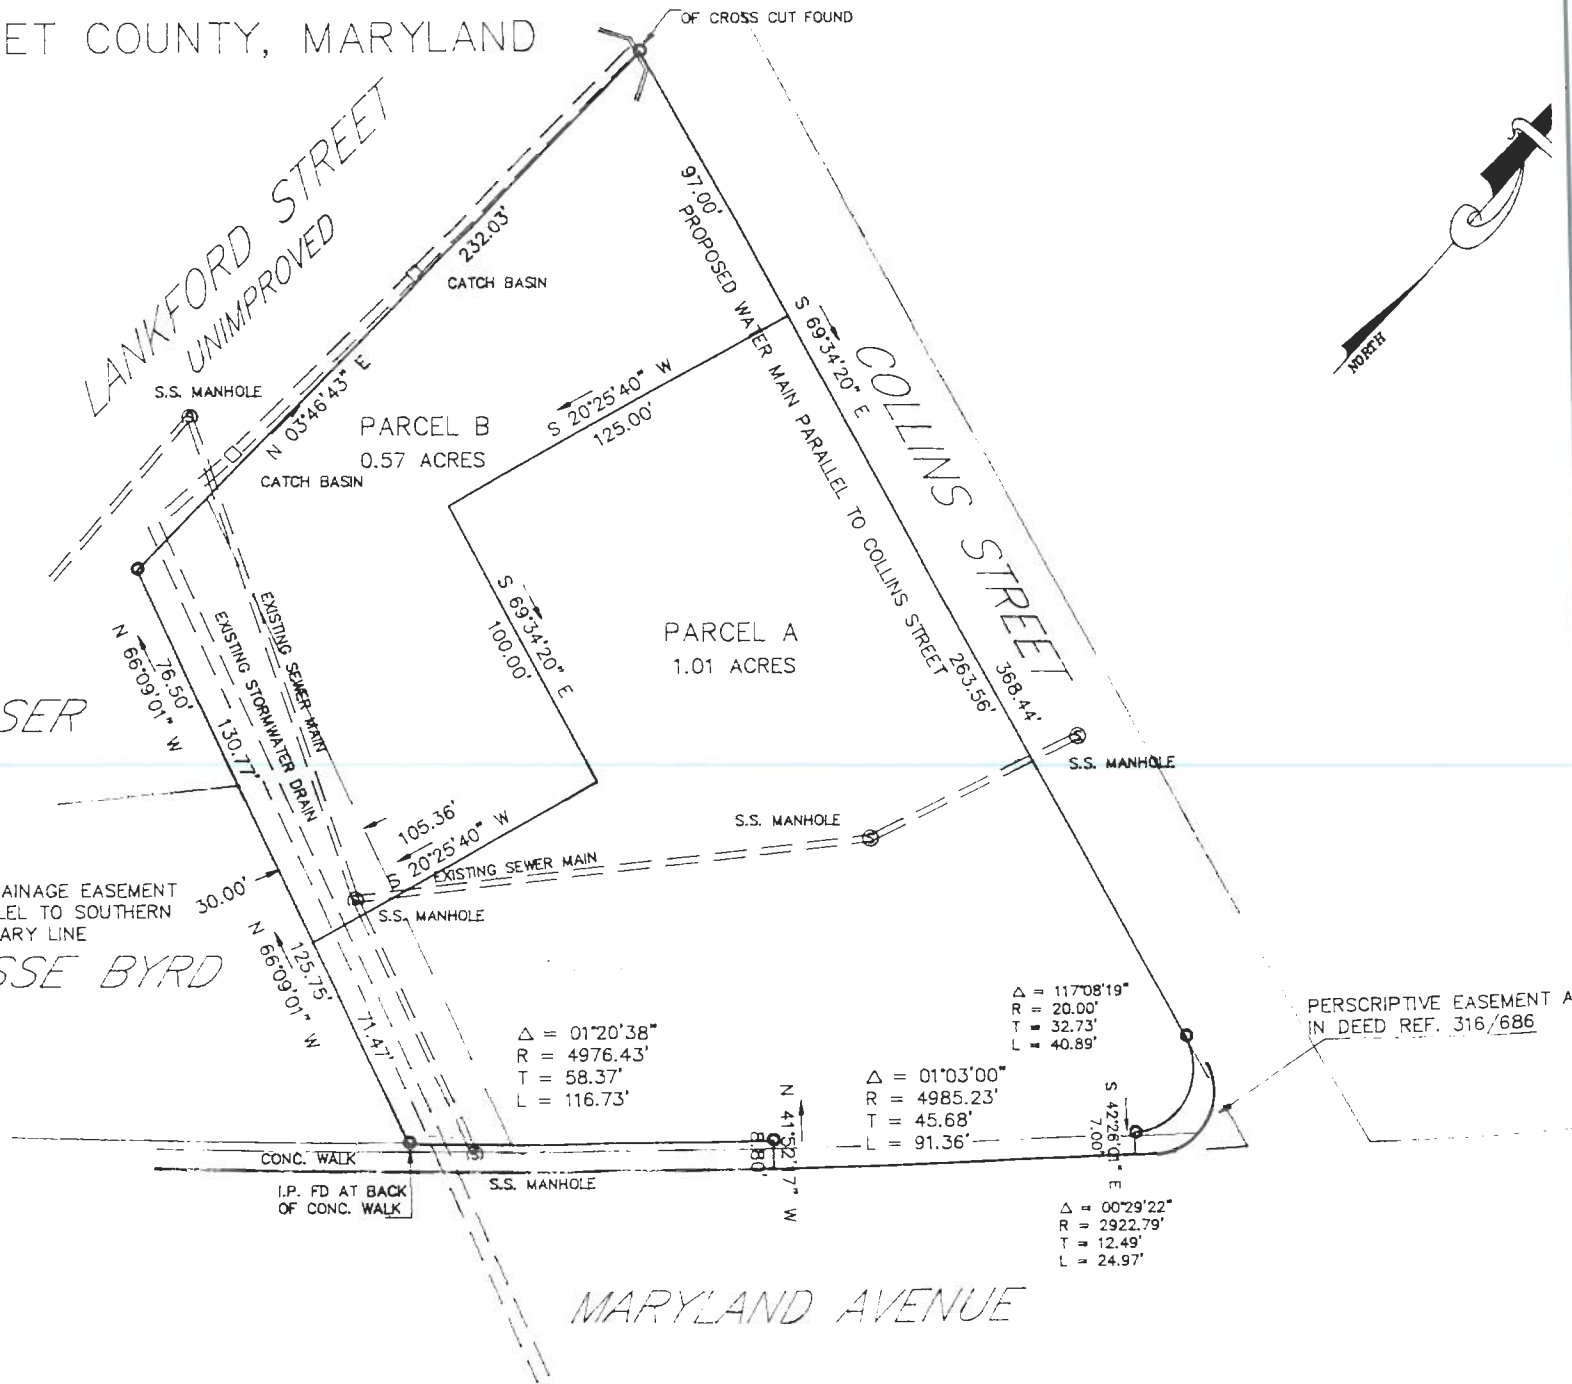 ET COUNTY, MARYLAND
OF CROSS CUT FOUND
LANKFORD STREET
UNIMPROVED
232.03'
CATCH BASIN
N 03°46'43" E
S.S. MANHOLE
CATCH BASIN
PARCEL B
0.57 ACRES
97.00'
PROPOSED WATER MAIN PARALLEL TO COLLINS STREET
S 69°34'20" E
COLLINS STREET
NORTH
S 20°25'40" W
125.00'
S 69°34'20" E
100.00'
PARCEL A
1.01 ACRES
263.56'
368.44'
S.S. MANHOLE
S.S. MANHOLE
EXISTING SEWER MAIN
EXISTING STORMWATER DRAIN
76.50'
N 66°09'01" W
130.77'
SER
105.36'
S 20°25'40" W
EXISTING SEWER MAIN
S.S. MANHOLE
30.00'
AINAGE EASEMENT
LEL TO SOUTHERN
ARY LINE
SSE BYRD
125.75'
N 66°09'01" W
71.47'
Δ = 01°20'38"
R = 4976.43'
T = 58.37'
L = 116.73'
Δ = 117°08'19"
R = 20.00'
T = 32.73'
L = 40.89'
Δ = 01°03'00"
R = 4985.23'
T = 45.68'
L = 91.36'
PERSCRIPTIVE EASEMENT A
IN DEED REF. 316/686
N 41°52'17" W
8.80'
S 42°26'01" E
7.00'
CONC. WALK
S.S. MANHOLE
I.P. FD AT BACK
OF CONC. WALK
Δ = 00°29'22"
R = 2922.79'
T = 12.49'
L = 24.97'
MARYLAND AVENUE